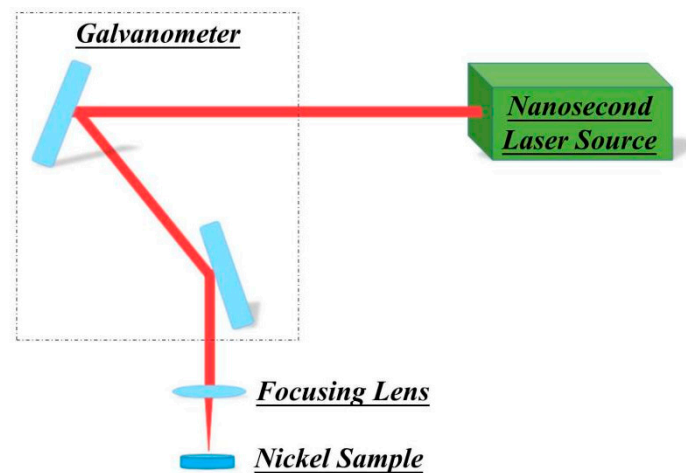 Galvanometer
Nanosecond
Laser Source
Focusing Lens
Nickel Sample